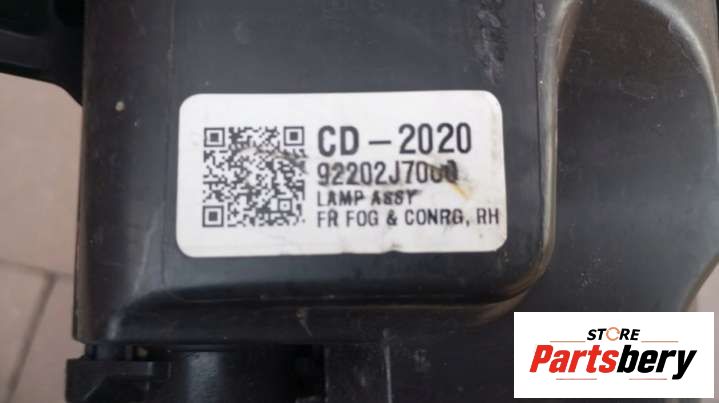 CD-2020
92202J7000
LAMP ASSY
FR FOG & CONRG, RH
STORE
Partsbery